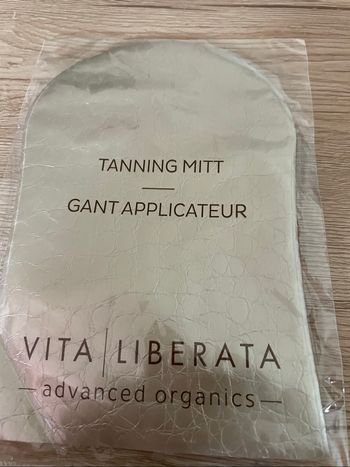 TANNING MITT
GANT APPLICATEUR
VITA LIBERATA
advanced organics